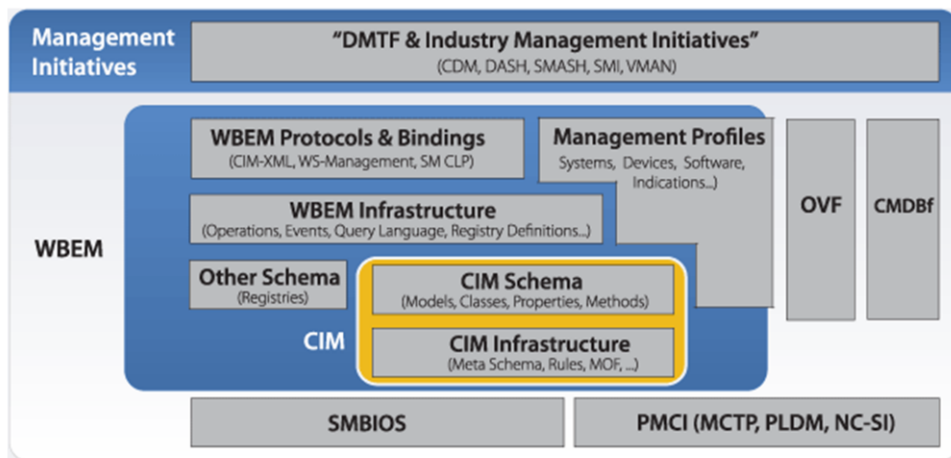 Management
Initiatives
“DMTF & Industry Management Initiatives”
(CDM, DASH, SMASH, SMI, VMAN)
WBEM Protocols & Bindings
(CIM-XML, WS-Management, SM CLP)
Management Profiles
Systems, Devices, Software,
Indications...)
OVF
CMDBf
WBEM
WBEM Infrastructure
(Operations, Events, Query Language, Registry Definitions...)
Other Schema
(Registries)
CIM Schema
(Models, Classes, Properties, Methods)
CIM
CIM Infrastructure
(Meta Schema, Rules, MOF, ...)
SMBIOS
PMCI (MCTP, PLDM, NC-SI)